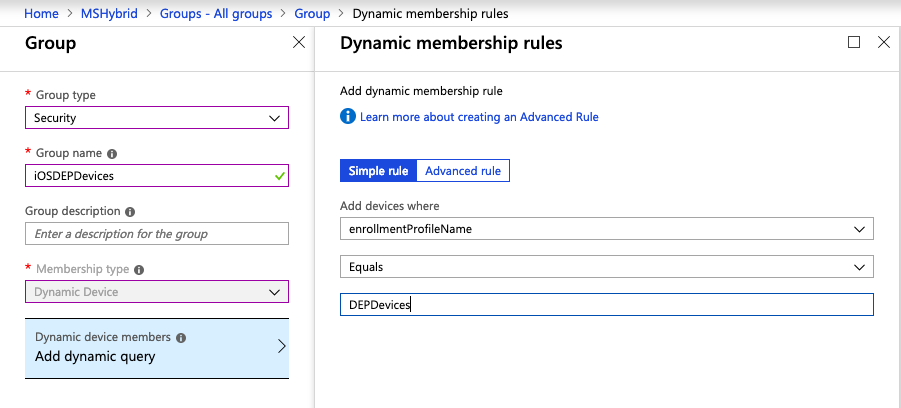 Home > MSHybrid > Groups - All groups > Group > Dynamic membership rules
Group
* Group type
Security
* Group name
iOSDEPDevices
Group description
Enter a description for the group
* Membership type
Dynamic Device
Dynamic device members
Add dynamic query
Dynamic membership rules
Add dynamic membership rule
Learn more about creating an Advanced Rule
Simple rule Advanced rule
Add devices where
enrollmentProfileName
Equals
DEPDevices